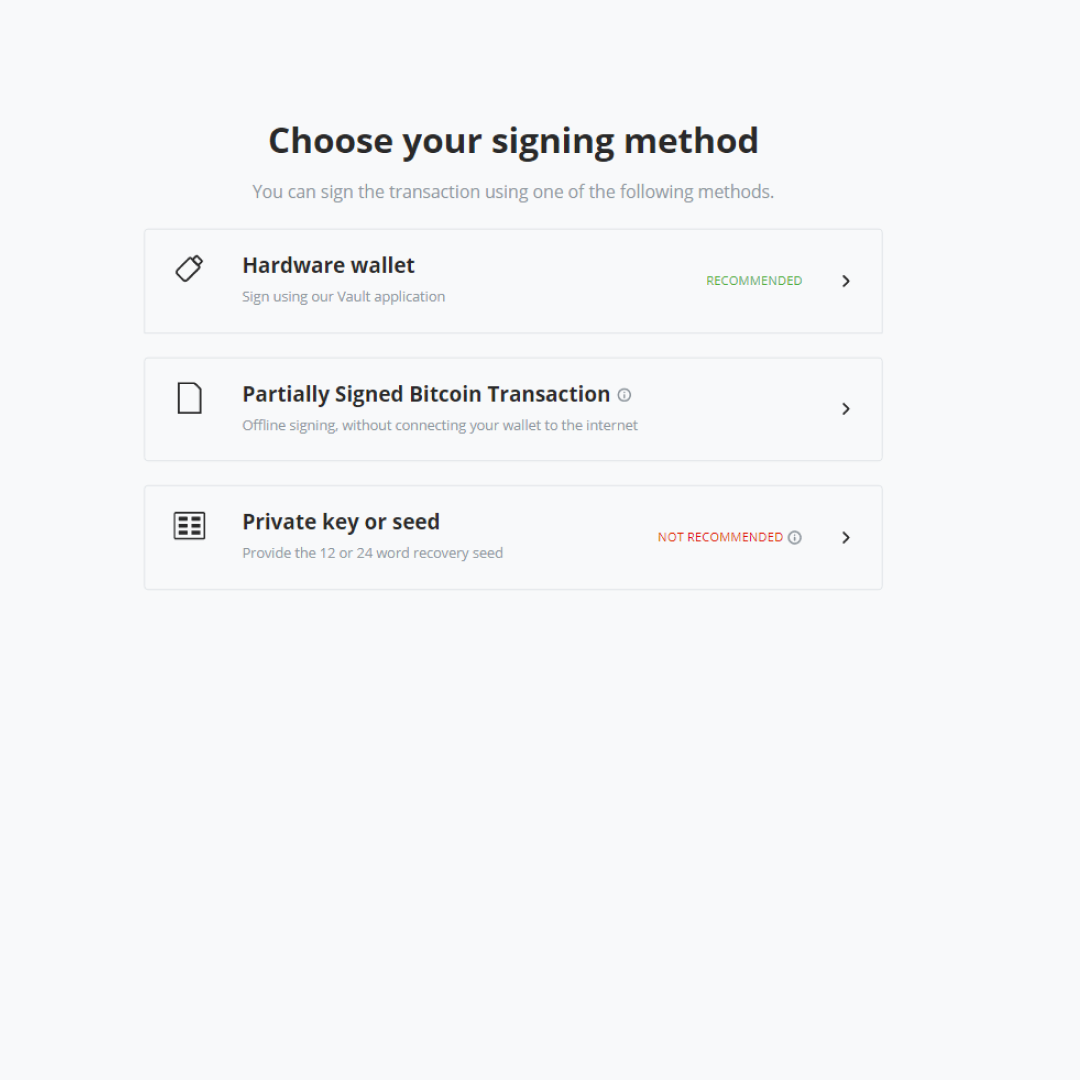 Choose your signing method
You can sign the transaction using one of the following methods.
Hardware wallet
Sign using our Vault application
RECOMMENDED
Partially Signed Bitcoin Transaction
Offline signing, without connecting your wallet to the internet
Private key or seed
Provide the 12 or 24 word recovery seed
NOT RECOMMENDED